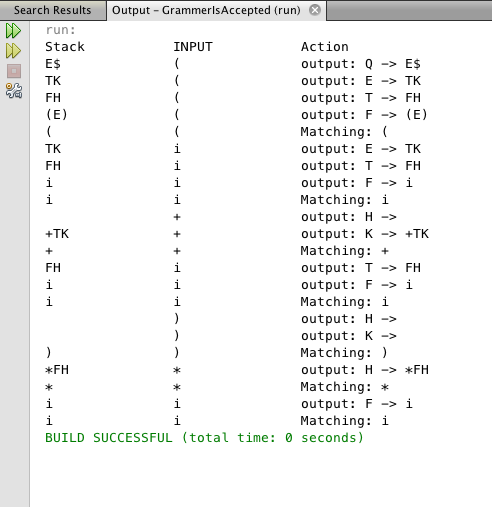 Search Results
Output - GrammerIsAccepted (run)
run:
Stack INPUT Action
E$ ( output: Q -> E$
TK ( output: E -> TK
FH ( output: T -> FH
(E) ( output: F -> (E)
( ( Matching: (
TK i output: E -> TK
FH i output: T -> FH
i i output: F -> i
i i Matching: i
+ output: H ->
+TK + output: K -> +TK
+ + Matching: +
FH i output: T -> FH
i i output: F -> i
i i Matching: i
) output: H ->
) output: K ->
) ) Matching: )
*FH * output: H -> *FH
* * Matching: *
i i output: F -> i
i i Matching: i
BUILD SUCCESSFUL (total time: 0 seconds)